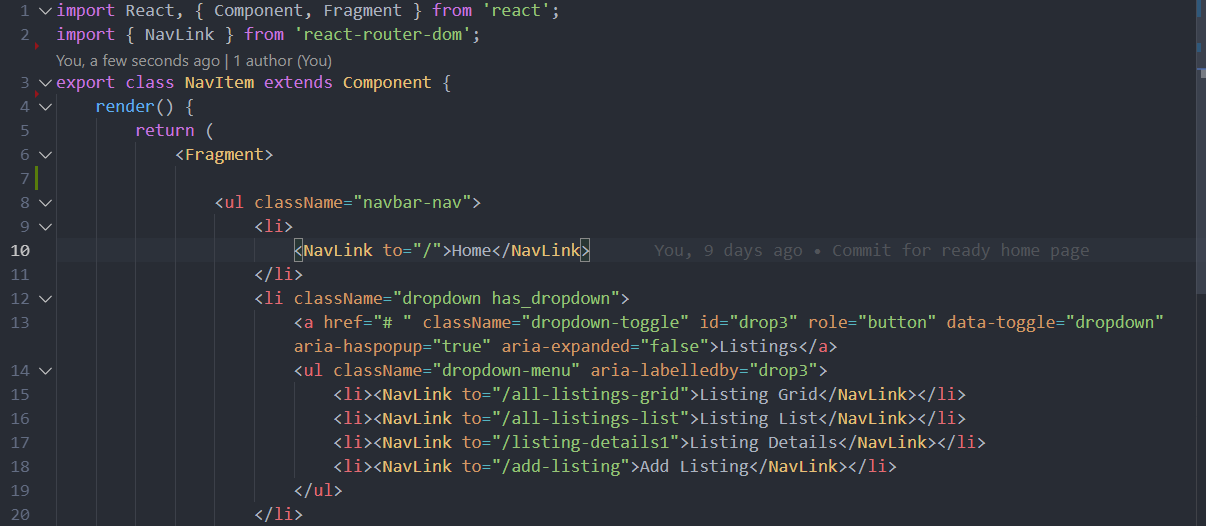 1 import React, { Component, Fragment } from 'react';
2 import { NavLink } from 'react-router-dom';
You, a few seconds ago | 1 author (You)
3 export class NavItem extends Component {
4 render() {
5 return (
6 <Fragment>
7
8 <ul className="navbar-nav">
9 <li>
10 <NavLink to="/">Home</NavLink> You, 9 days ago • Commit for ready home page
11 </li>
12 <li className="dropdown has_dropdown">
13 <a href="# " className="dropdown-toggle" id="drop3" role="button" data-toggle="dropdown"
aria-haspopup="true" aria-expanded="false">Listings</a>
14 <ul className="dropdown-menu" aria-labelledby="drop3">
15 <li><NavLink to="/all-listings-grid">Listing Grid</NavLink></li>
16 <li><NavLink to="/all-listings-list">Listing List</NavLink></li>
17 <li><NavLink to="/listing-details1">Listing Details</NavLink></li>
18 <li><NavLink to="/add-listing">Add Listing</NavLink></li>
19 </ul>
20 </li>